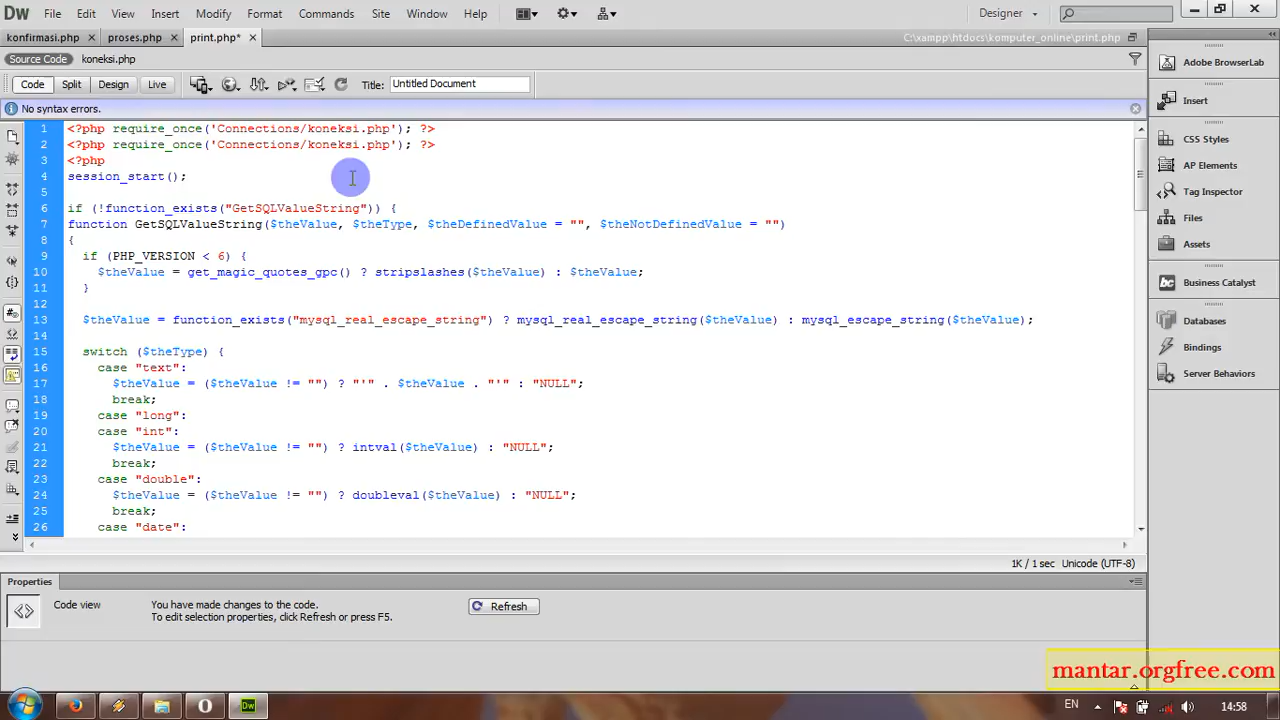 Dw File Edit View Insert Modify Format Commands Site Window Help Designer
konfirmasi.php proses.php print.php* C:\xampp\htdocs\komputer_online\print.php
Source Code koneksi.php
Code Split Design Live Title: Untitled Document
No syntax errors.
1 <?php require_once('Connections/koneksi.php'); ?>
2 <?php require_once('Connections/koneksi.php'); ?>
3 <?php
4 session_start();
5
6 if (!function_exists("GetSQLValueString")) {
7 function GetSQLValueString($theValue, $theType, $theDefinedValue = "", $theNotDefinedValue = "")
8 {
9 if (PHP_VERSION < 6) {
10 $theValue = get_magic_quotes_gpc() ? stripslashes($theValue) : $theValue;
11 }
12
13 $theValue = function_exists("mysql_real_escape_string") ? mysql_real_escape_string($theValue) : mysql_escape_string($theValue);
14
15 switch ($theType) {
16 case "text":
17 $theValue = ($theValue != "") ? "'" . $theValue . "'" : "NULL";
18 break;
19 case "long":
20 case "int":
21 $theValue = ($theValue != "") ? intval($theValue) : "NULL";
22 break;
23 case "double":
24 $theValue = ($theValue != "") ? doubleval($theValue) : "NULL";
25 break;
26 case "date":
1K / 1 sec Unicode (UTF-8)
Adobe BrowserLab
Insert
CSS Styles
AP Elements
Tag Inspector
Files
Assets
Business Catalyst
Databases
Bindings
Server Behaviors
Properties
Code view You have made changes to the code.
To edit selection properties, click Refresh or press F5.
Refresh
mantar.orgfree.com
EN 14:58